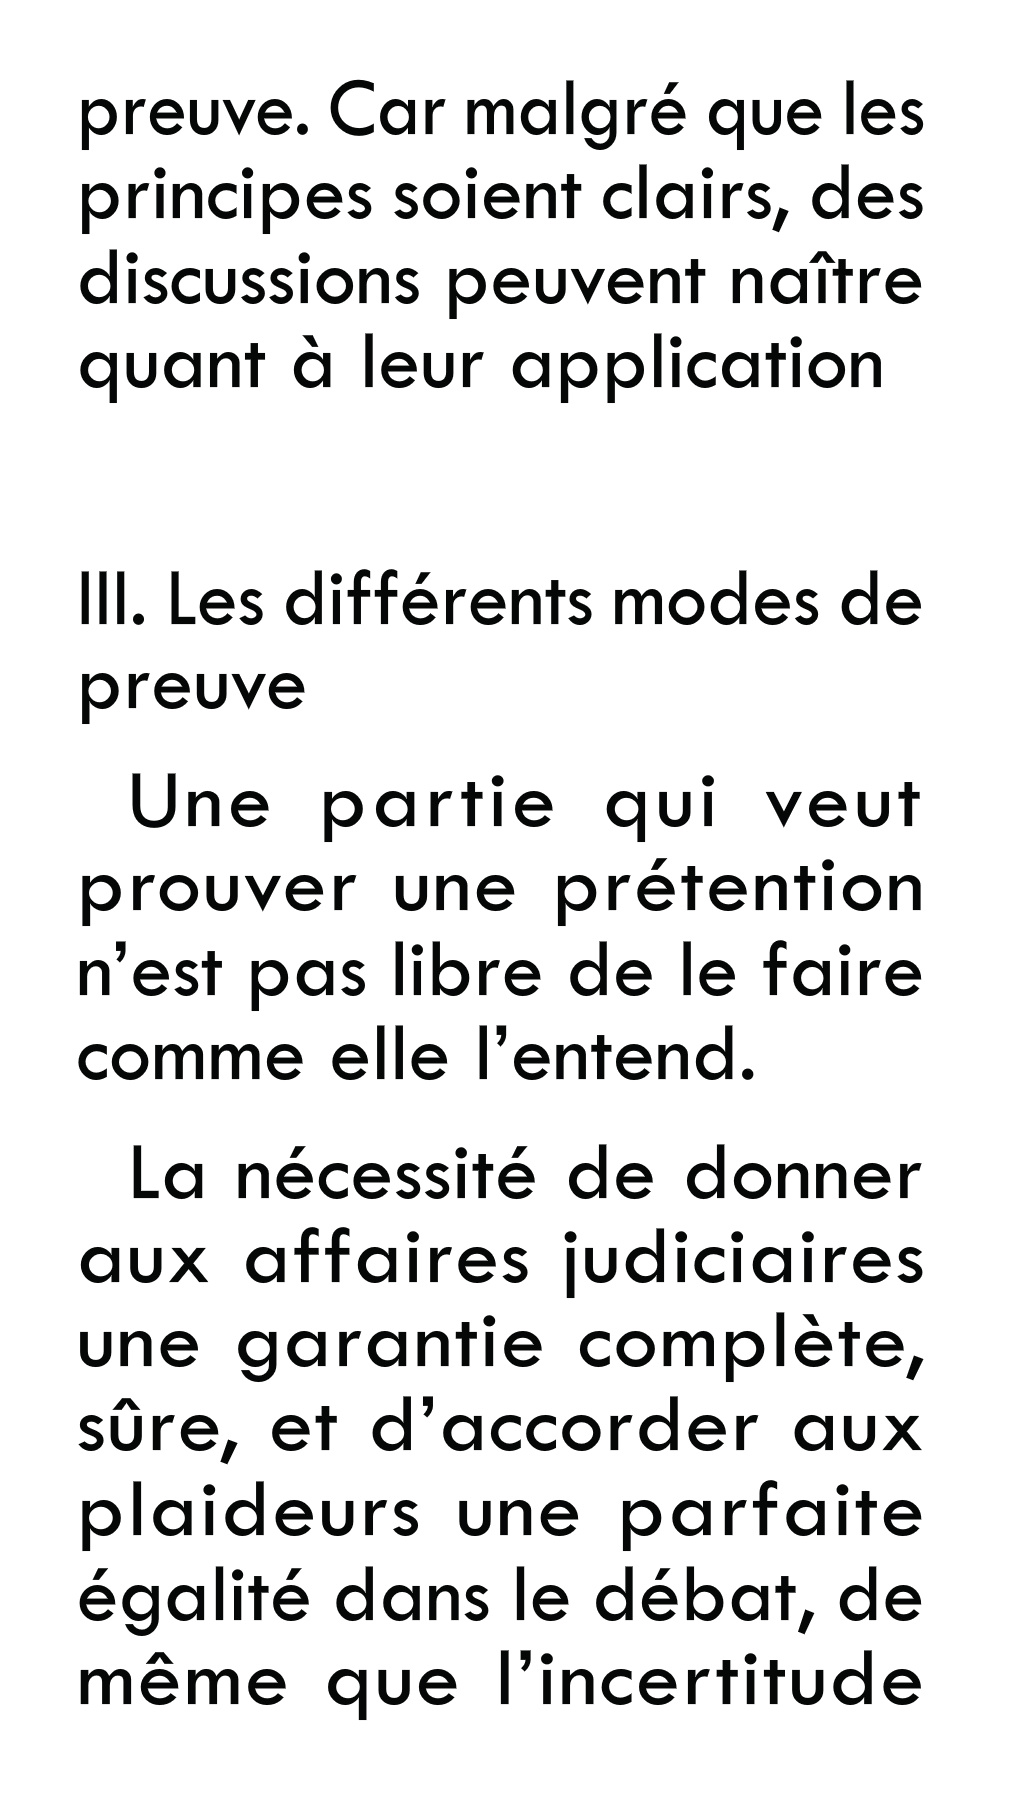 preuve. Car malgré que les
principes soient clairs, des
discussions peuvent naître
quant à leur application
III. Les différents modes de
preuve
Une partie qui veut
prouver une prétention
n’est pas libre de le faire
comme elle l’entend.
La nécessité de donner
aux affaires judiciaires
une garantie complète,
sûre, et d’accorder aux
plaideurs une parfaite
égalité dans le débat, de
même que l’incertitude